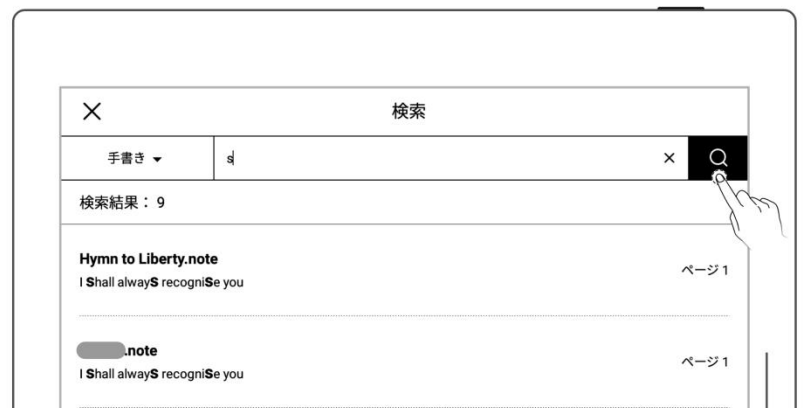 検索
手書き
s
検索結果： 9
Hymn to Liberty.note
I Shall alwayS recogniSe you
ページ 1
.note
I Shall alwayS recogniSe you
ページ 1